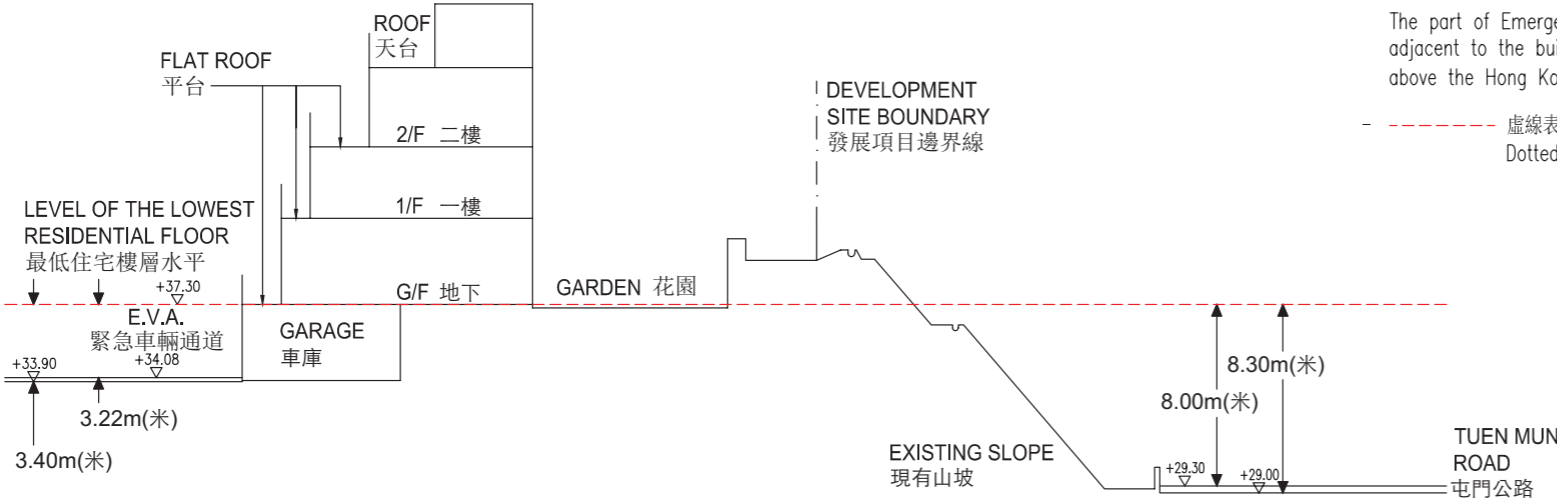 ROOF
天台
FLAT ROOF
平台
2/F 二樓
1/F 一樓
G/F 地下
LEVEL OF THE LOWEST
RESIDENTIAL FLOOR
最低住宅樓層水平
+37.30
E.V.A.
緊急車輛通道
+33.90
+34.08
3.22m(米)
3.40m(米)
GARAGE
車庫
GARDEN 花園
DEVELOPMENT
SITE BOUNDARY
發展項目邊界線
EXISTING SLOPE
現有山坡
8.30m(米)
8.00m(米)
+29.30
+29.00
TUEN MUN
ROAD
屯門公路
The part of Emerge
adjacent to the bui
above the Hong Ko
- 虛線表
Dotted